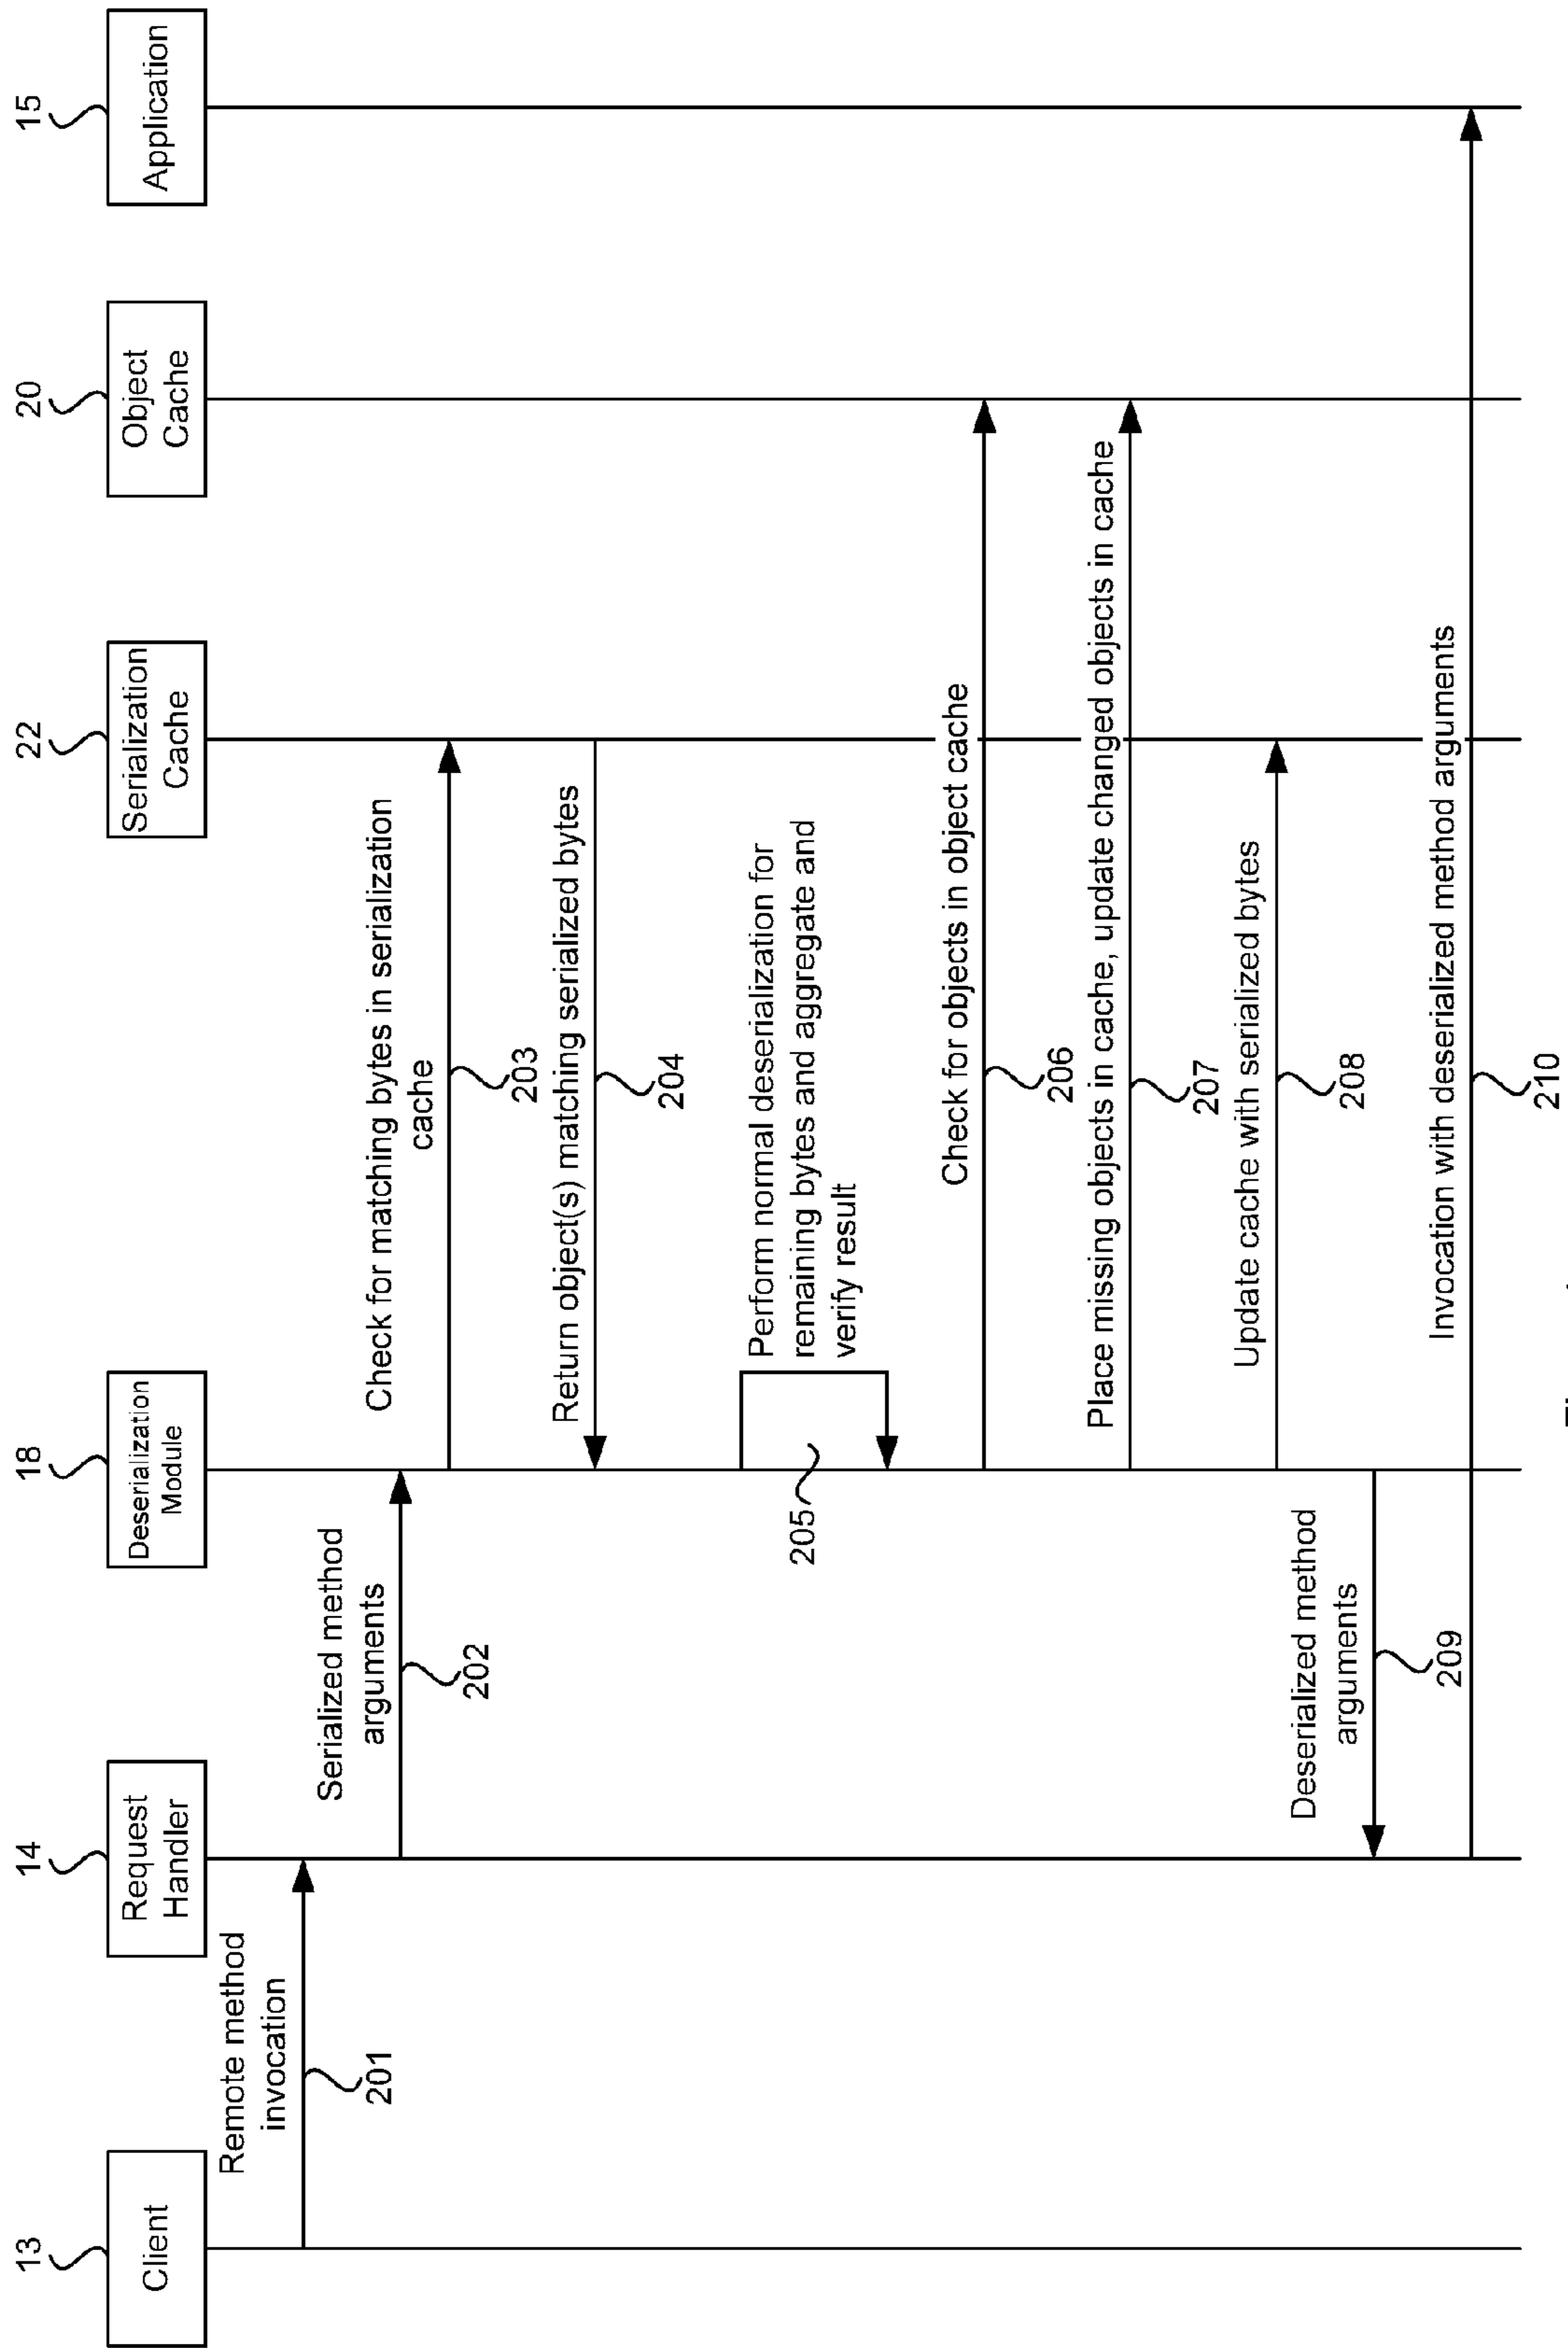 13
14
18
22
20
15
Client
Request
Handler
Deserialization
Module
Serialization
Cache
Object
Cache
Application
Remote method
invocation
201
Serialized method
arguments
202
Check for matching bytes in serialization
cache
203
Return object(s) matching serialized bytes
204
Perform normal deserialization for
remaining bytes and aggregate and
verify result
205
Check for objects in object cache
206
Place missing objects in cache, update changed objects in cache
207
Update cache with serialized bytes
208
Deserialized method
arguments
209
Invocation with deserialized method arguments
210